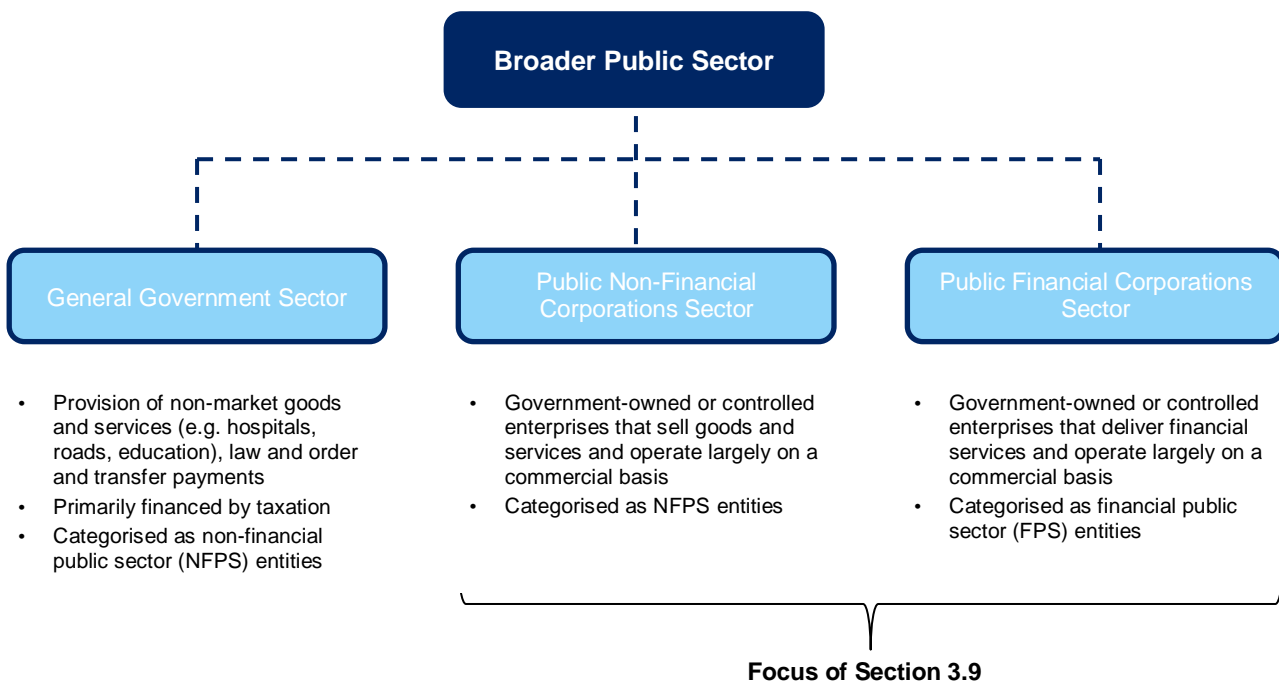 Broader Public Sector
General Government Sector
Public Non-Financial
Corporations Sector
Public Financial Corporations
Sector
• Provision of non-market goods
and services (e.g. hospitals,
roads, education), law and order
and transfer payments
• Primarily financed by taxation
• Categorised as non-financial
public sector (NFPS) entities
• Government-owned or controlled
enterprises that sell goods and
services and operate largely on a
commercial basis
• Categorised as NFPS entities
• Government-owned or controlled
enterprises that deliver financial
services and operate largely on a
commercial basis
• Categorised as financial public
sector (FPS) entities
Focus of Section 3.9